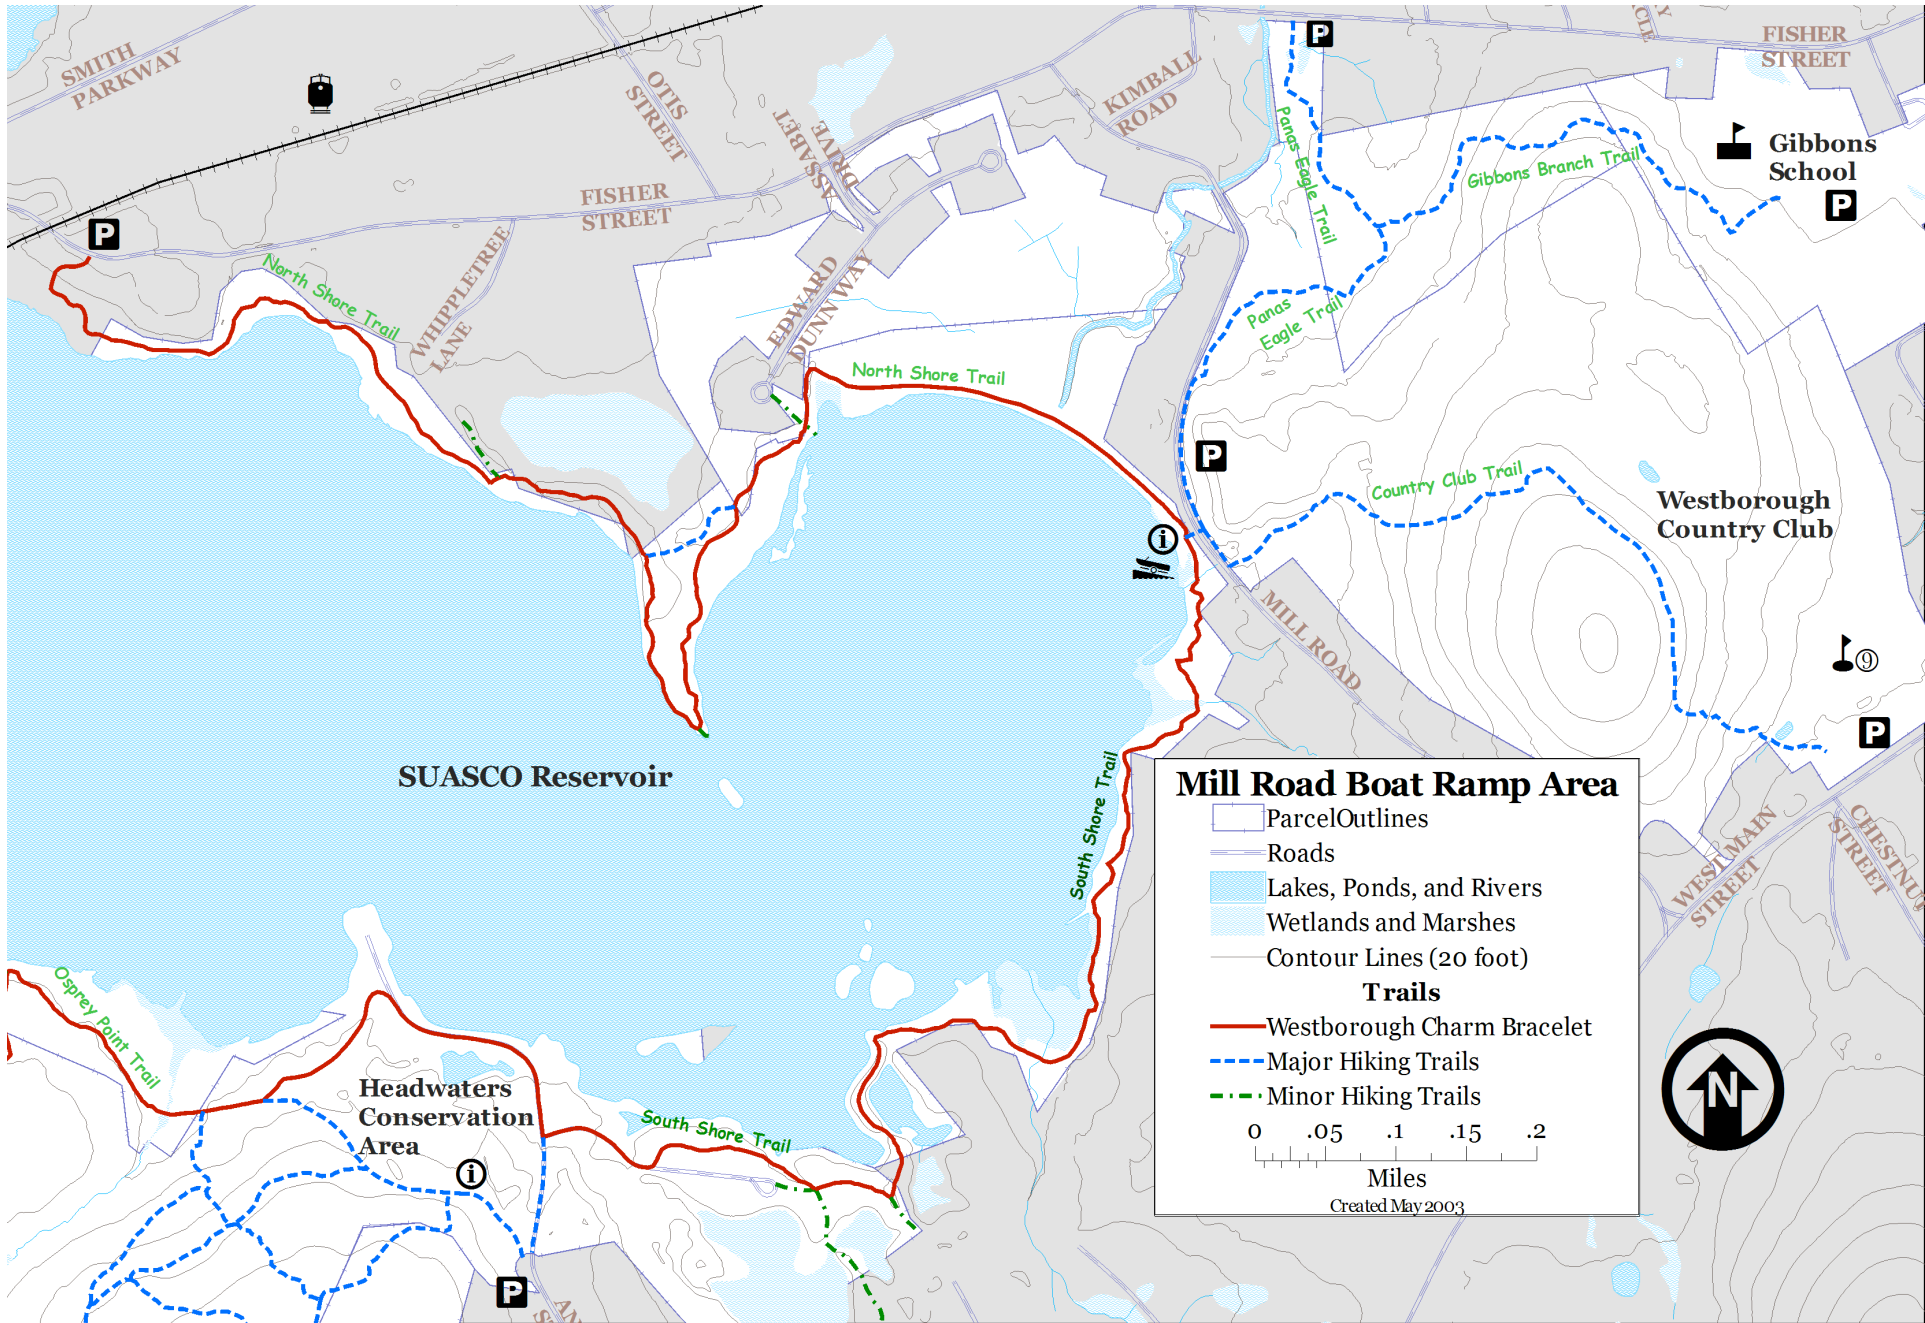 SMITH
PARKWAY
OTIS
STREET
ASSABET
DRIVE
KIMBALL
ROAD
P
FISHER
STREET
Gibbons
School
P
Panas Eagle Trail
Gibbons Branch Trail
FISHER
STREET
P
North Shore Trail
WHIPPLETREE
LANE
EDWARD
DUNN WAY
Panas
Eagle Trail
North Shore Trail
P
Country Club Trail
Westborough
Country Club
i
MILL ROAD
9
P
SUASCO Reservoir
South Shore Trail
Mill Road Boat Ramp Area
ParcelOutlines
Roads
Lakes, Ponds, and Rivers
Wetlands and Marshes
Contour Lines (20 foot)
Trails
Westborough Charm Bracelet
Major Hiking Trails
Minor Hiking Trails
0 .05 .1 .15 .2
Miles
Created May 2003
WEST MAIN
STREET
CHESTNUT
STREET
N
Osprey Point Trail
Headwaters
Conservation
Area
i
South Shore Trail
P